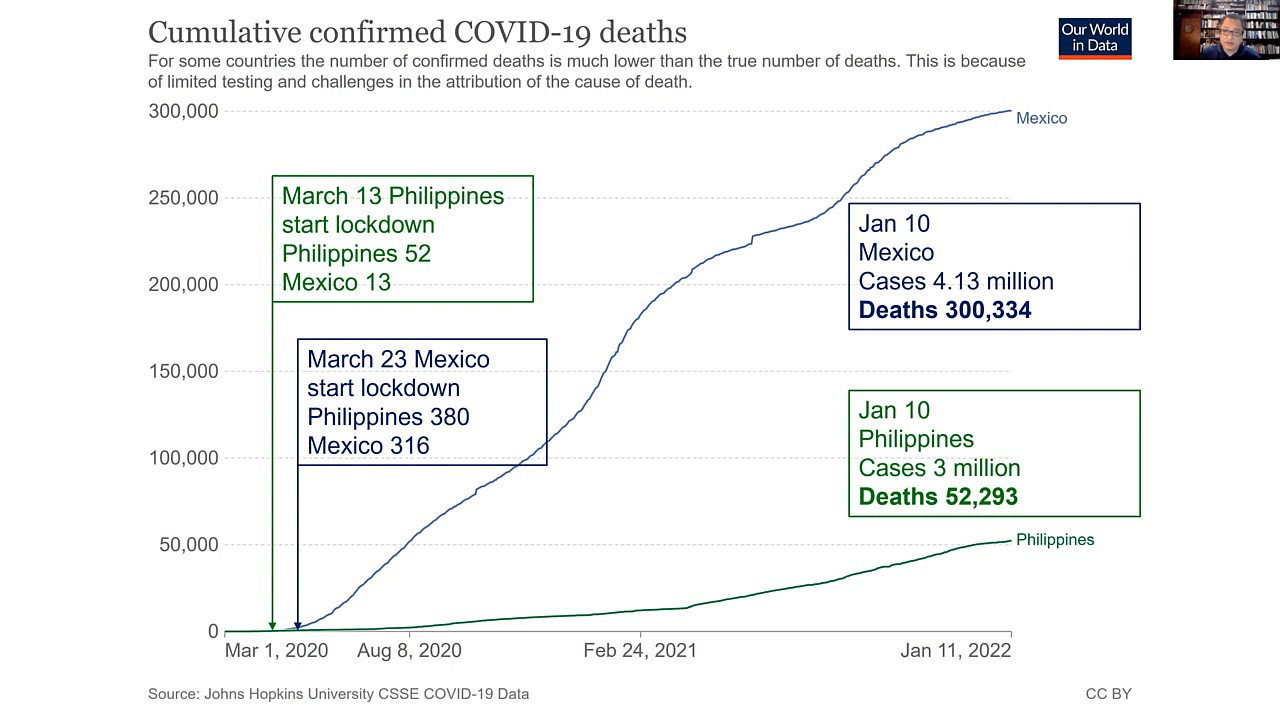 Cumulative confirmed COVID-19 deaths
For some countries the number of confirmed deaths is much lower than the true number of deaths. This is because
of limited testing and challenges in the attribution of the cause of death.
Our World
in Data
300,000
250,000
200,000
150,000
100,000
50,000
0
Mexico
March 13 Philippines
start lockdown
Philippines 52
Mexico 13
March 23 Mexico
start lockdown
Philippines 380
Mexico 316
Jan 10
Mexico
Cases 4.13 million
Deaths 300,334
Jan 10
Philippines
Cases 3 million
Deaths 52,293
Philippines
Mar 1, 2020
Aug 8, 2020
Feb 24, 2021
Jan 11, 2022
Source: Johns Hopkins University CSSE COVID-19 Data
CC BY